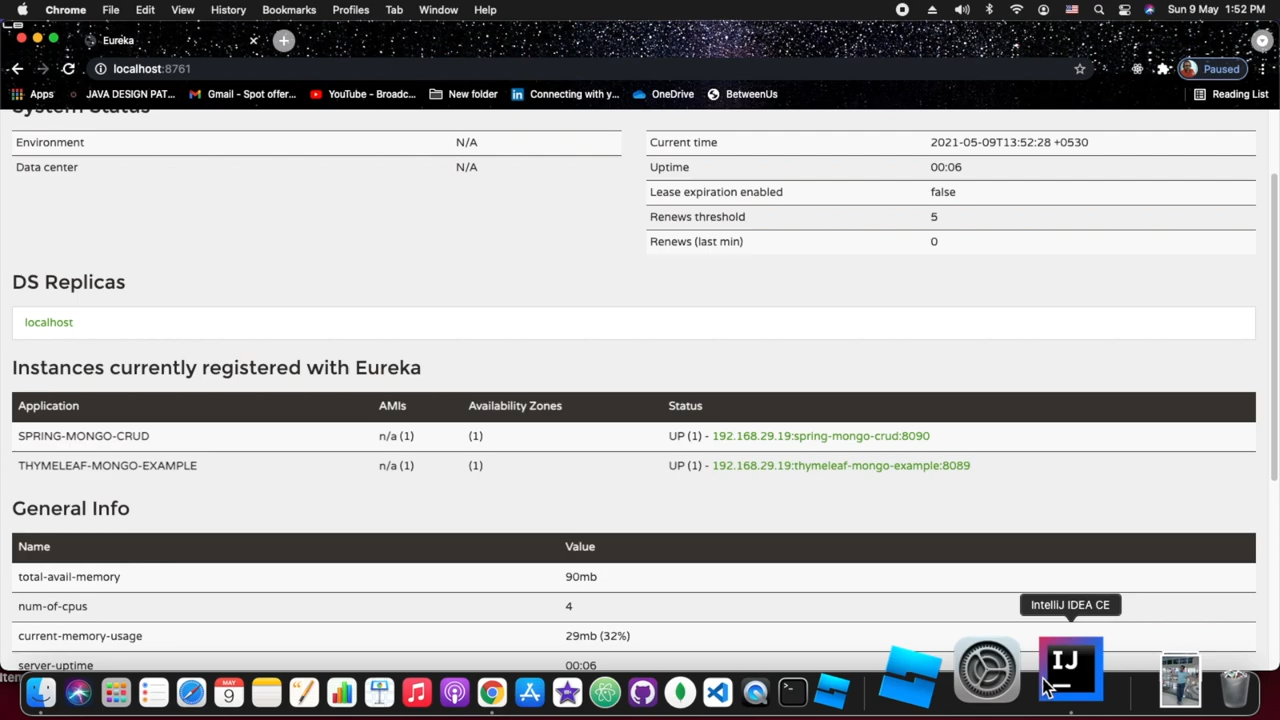 Chrome File Edit View History Bookmarks Profiles Tab Window Help Sun 9 May 1:52 PM
Eureka
localhost:8761 Paused
Apps JAVA DESIGN PAT... Gmail - Spot offer... YouTube - Broadc... New folder Connecting with y... OneDrive BetweenUs Reading List
System Status
Environment N/A Current time 2021-05-09T13:52:28 +0530
Data center N/A Uptime 00:06
Lease expiration enabled false
Renews threshold 5
Renews (last min) 0
DS Replicas
localhost
Instances currently registered with Eureka
Application AMIs Availability Zones Status
SPRING-MONGO-CRUD n/a (1) (1) UP (1) - 192.168.29.19:spring-mongo-crud:8090
THYMELEAF-MONGO-EXAMPLE n/a (1) (1) UP (1) - 192.168.29.19:thymeleaf-mongo-example:8089
General Info
Name Value
total-avail-memory 90mb
num-of-cpus 4
IntelliJ IDEA CE
current-memory-usage 29mb (32%)
server-uptime 00:06
IJ
MAY
9